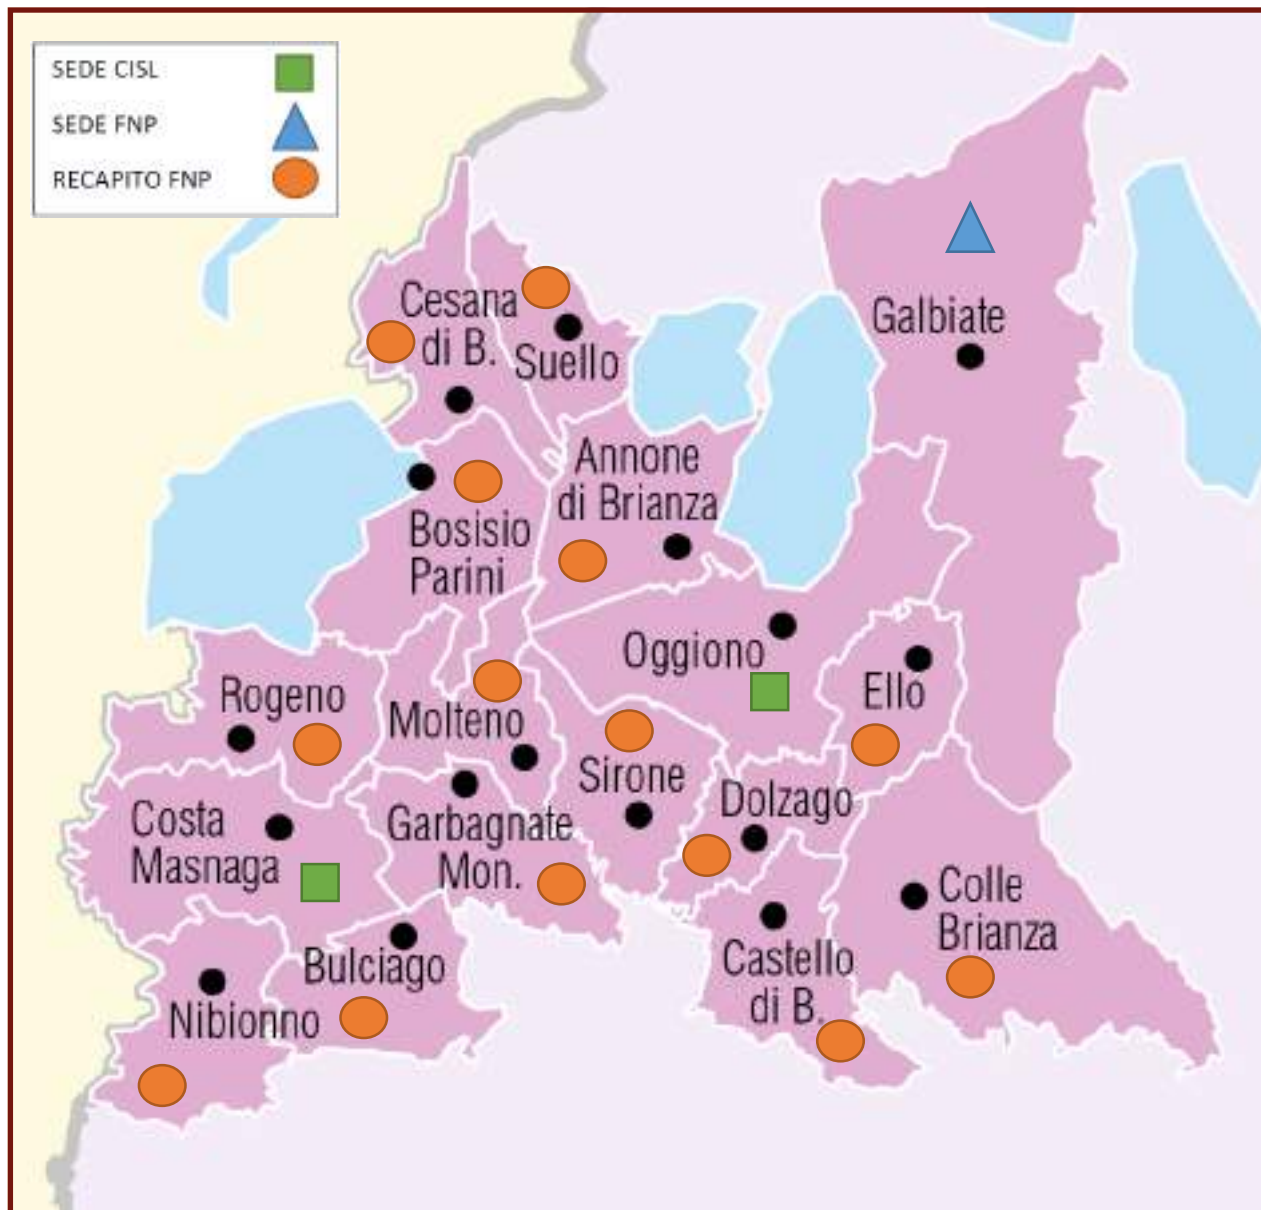 SEDE CISL
SEDE FNP
RECAPITO FNP
Cesana
di B.
Suello
Galbiate
Annone
di Brianza
Bosisio
Parini
Oggiono
Ello
Rogeno
Molteno
Sirone
Dolzago
Costa
Masnaga
Garbagnate
Mon.
Colle
Brianza
Castello
di B.
Bulciago
Nibionno